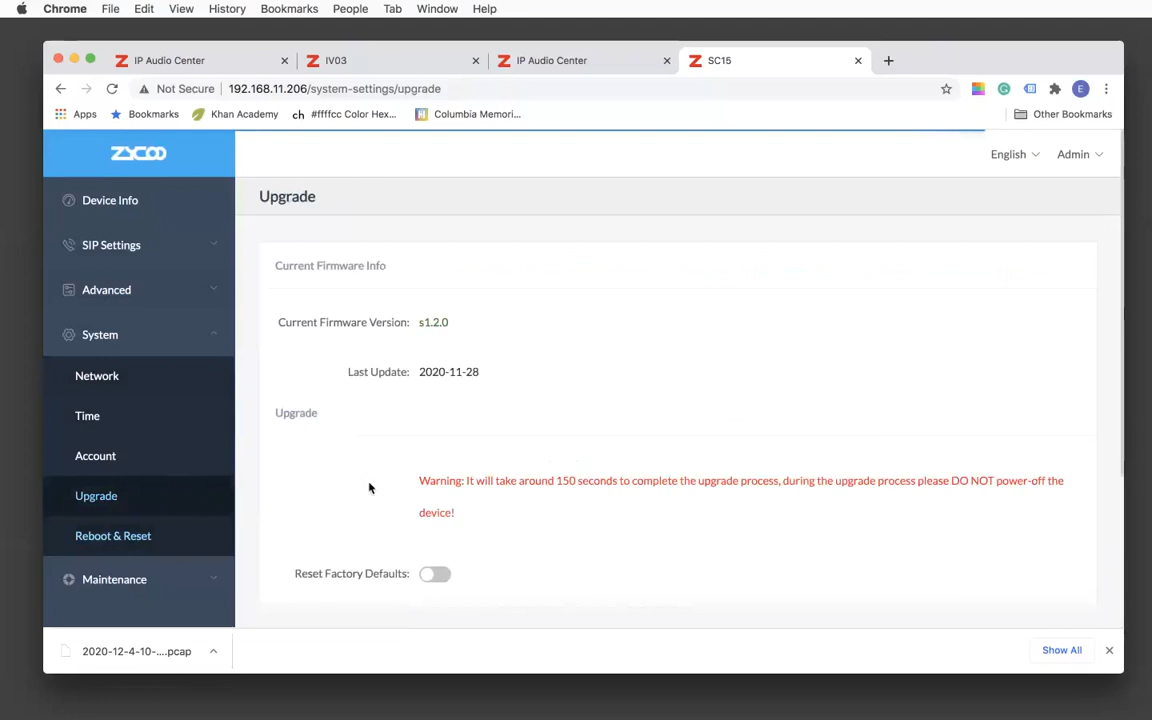 Chrome File Edit View History Bookmarks People Tab Window Help
IP Audio Center IV03 IP Audio Center SC15
Not Secure 192.168.11.206/system-settings/upgrade
Apps Bookmarks Khan Academy ch #ffffcc Color Hex... Columbia Memori... Other Bookmarks
ZYCOO English Admin
Device Info
Upgrade
SIP Settings
Advanced
System
Network
Time
Account
Upgrade
Reboot & Reset
Maintenance
Current Firmware Info
Current Firmware Version: s1.2.0
Last Update: 2020-11-28
Upgrade
Warning: It will take around 150 seconds to complete the upgrade process, during the upgrade process please DO NOT power-off the
device!
Reset Factory Defaults:
2020-12-4-10-....pcap Show All